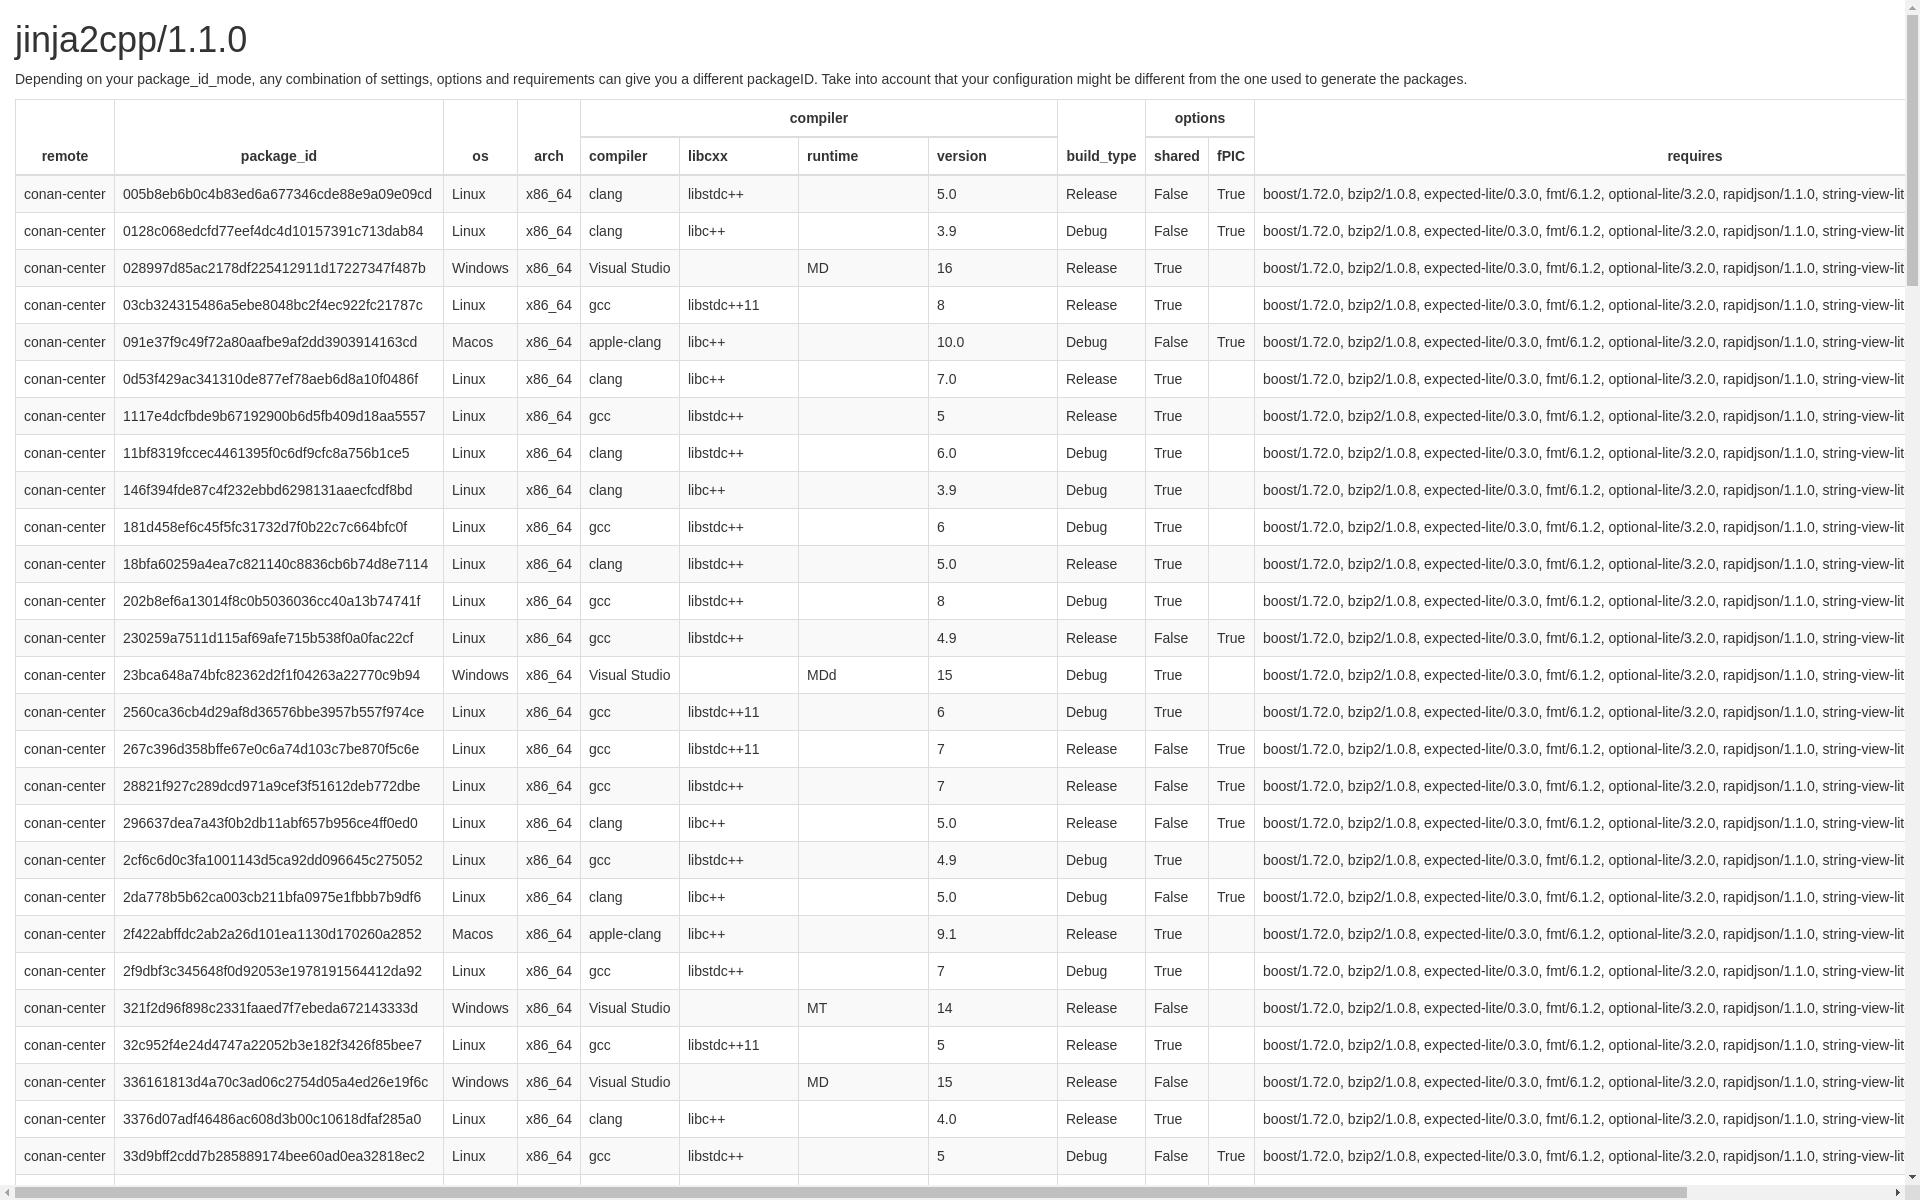 jinja2cpp/1.1.0
Depending on your package_id_mode, any combination of settings, options and requirements can give you a different packageID. Take into account that your configuration might be different from the one used to generate the packages.
compiler options
remote package_id os arch compiler libcxx runtime version build_type shared fPIC requires
conan-center 005b8eb6b0c4b83ed6a677346cde88e9a09e09cd Linux x86_64 clang libstdc++ 5.0 Release False True boost/1.72.0, bzip2/1.0.8, expected-lite/0.3.0, fmt/6.1.2, optional-lite/3.2.0, rapidjson/1.1.0, string-view-lit
conan-center 0128c068edcfd77eef4dc4d10157391c713dab84 Linux x86_64 clang libc++ 3.9 Debug False True boost/1.72.0, bzip2/1.0.8, expected-lite/0.3.0, fmt/6.1.2, optional-lite/3.2.0, rapidjson/1.1.0, string-view-lit
conan-center 028997d85ac2178df225412911d17227347f487b Windows x86_64 Visual Studio MD 16 Release True boost/1.72.0, bzip2/1.0.8, expected-lite/0.3.0, fmt/6.1.2, optional-lite/3.2.0, rapidjson/1.1.0, string-view-lit
conan-center 03cb324315486a5ebe8048bc2f4ec922fc21787c Linux x86_64 gcc libstdc++11 8 Release True boost/1.72.0, bzip2/1.0.8, expected-lite/0.3.0, fmt/6.1.2, optional-lite/3.2.0, rapidjson/1.1.0, string-view-lit
conan-center 091e37f9c49f72a80aafbe9af2dd3903914163cd Macos x86_64 apple-clang libc++ 10.0 Debug False True boost/1.72.0, bzip2/1.0.8, expected-lite/0.3.0, fmt/6.1.2, optional-lite/3.2.0, rapidjson/1.1.0, string-view-lit
conan-center 0d53f429ac341310de877ef78aeb6d8a10f0486f Linux x86_64 clang libc++ 7.0 Release True boost/1.72.0, bzip2/1.0.8, expected-lite/0.3.0, fmt/6.1.2, optional-lite/3.2.0, rapidjson/1.1.0, string-view-lit
conan-center 1117e4dcfbde9b67192900b6d5fb409d18aa5557 Linux x86_64 gcc libstdc++ 5 Release True boost/1.72.0, bzip2/1.0.8, expected-lite/0.3.0, fmt/6.1.2, optional-lite/3.2.0, rapidjson/1.1.0, string-view-lit
conan-center 11bf8319fccec4461395f0c6df9cfc8a756b1ce5 Linux x86_64 clang libstdc++ 6.0 Debug True boost/1.72.0, bzip2/1.0.8, expected-lite/0.3.0, fmt/6.1.2, optional-lite/3.2.0, rapidjson/1.1.0, string-view-lit
conan-center 146f394fde87c4f232ebbd6298131aaecfcdf8bd Linux x86_64 clang libc++ 3.9 Debug True boost/1.72.0, bzip2/1.0.8, expected-lite/0.3.0, fmt/6.1.2, optional-lite/3.2.0, rapidjson/1.1.0, string-view-lit
conan-center 181d458ef6c45f5fc31732d7f0b22c7c664bfc0f Linux x86_64 gcc libstdc++ 6 Debug True boost/1.72.0, bzip2/1.0.8, expected-lite/0.3.0, fmt/6.1.2, optional-lite/3.2.0, rapidjson/1.1.0, string-view-lit
conan-center 18bfa60259a4ea7c821140c8836cb6b74d8e7114 Linux x86_64 clang libstdc++ 5.0 Release True boost/1.72.0, bzip2/1.0.8, expected-lite/0.3.0, fmt/6.1.2, optional-lite/3.2.0, rapidjson/1.1.0, string-view-lit
conan-center 202b8ef6a13014f8c0b5036036cc40a13b74741f Linux x86_64 gcc libstdc++ 8 Debug True boost/1.72.0, bzip2/1.0.8, expected-lite/0.3.0, fmt/6.1.2, optional-lite/3.2.0, rapidjson/1.1.0, string-view-lit
conan-center 230259a7511d115af69afe715b538f0a0fac22cf Linux x86_64 gcc libstdc++ 4.9 Release False True boost/1.72.0, bzip2/1.0.8, expected-lite/0.3.0, fmt/6.1.2, optional-lite/3.2.0, rapidjson/1.1.0, string-view-lit
conan-center 23bca648a74bfc82362d2f1f04263a22770c9b94 Windows x86_64 Visual Studio MDd 15 Debug True boost/1.72.0, bzip2/1.0.8, expected-lite/0.3.0, fmt/6.1.2, optional-lite/3.2.0, rapidjson/1.1.0, string-view-lit
conan-center 2560ca36cb4d29af8d36576bbe3957b557f974ce Linux x86_64 gcc libstdc++11 6 Debug True boost/1.72.0, bzip2/1.0.8, expected-lite/0.3.0, fmt/6.1.2, optional-lite/3.2.0, rapidjson/1.1.0, string-view-lit
conan-center 267c396d358bffe67e0c6a74d103c7be870f5c6e Linux x86_64 gcc libstdc++11 7 Release False True boost/1.72.0, bzip2/1.0.8, expected-lite/0.3.0, fmt/6.1.2, optional-lite/3.2.0, rapidjson/1.1.0, string-view-lit
conan-center 28821f927c289dcd971a9cef3f51612deb772dbe Linux x86_64 gcc libstdc++ 7 Release False True boost/1.72.0, bzip2/1.0.8, expected-lite/0.3.0, fmt/6.1.2, optional-lite/3.2.0, rapidjson/1.1.0, string-view-lit
conan-center 296637dea7a43f0b2db11abf657b956ce4ff0ed0 Linux x86_64 clang libc++ 5.0 Release False True boost/1.72.0, bzip2/1.0.8, expected-lite/0.3.0, fmt/6.1.2, optional-lite/3.2.0, rapidjson/1.1.0, string-view-lit
conan-center 2cf6c6d0c3fa1001143d5ca92dd096645c275052 Linux x86_64 gcc libstdc++ 4.9 Debug True boost/1.72.0, bzip2/1.0.8, expected-lite/0.3.0, fmt/6.1.2, optional-lite/3.2.0, rapidjson/1.1.0, string-view-lit
conan-center 2da778b5b62ca003cb211bfa0975e1fbbb7b9df6 Linux x86_64 clang libc++ 5.0 Debug False True boost/1.72.0, bzip2/1.0.8, expected-lite/0.3.0, fmt/6.1.2, optional-lite/3.2.0, rapidjson/1.1.0, string-view-lit
conan-center 2f422abffdc2ab2a26d101ea1130d170260a2852 Macos x86_64 apple-clang libc++ 9.1 Release True boost/1.72.0, bzip2/1.0.8, expected-lite/0.3.0, fmt/6.1.2, optional-lite/3.2.0, rapidjson/1.1.0, string-view-lit
conan-center 2f9dbf3c345648f0d92053e1978191564412da92 Linux x86_64 gcc libstdc++ 7 Debug True boost/1.72.0, bzip2/1.0.8, expected-lite/0.3.0, fmt/6.1.2, optional-lite/3.2.0, rapidjson/1.1.0, string-view-lit
conan-center 321f2d96f898c2331faaed7f7ebeda672143333d Windows x86_64 Visual Studio MT 14 Release False boost/1.72.0, bzip2/1.0.8, expected-lite/0.3.0, fmt/6.1.2, optional-lite/3.2.0, rapidjson/1.1.0, string-view-lit
conan-center 32c952f4e24d4747a22052b3e182f3426f85bee7 Linux x86_64 gcc libstdc++11 5 Release True boost/1.72.0, bzip2/1.0.8, expected-lite/0.3.0, fmt/6.1.2, optional-lite/3.2.0, rapidjson/1.1.0, string-view-lit
conan-center 336161813d4a70c3ad06c2754d05a4ed26e19f6c Windows x86_64 Visual Studio MD 15 Release False boost/1.72.0, bzip2/1.0.8, expected-lite/0.3.0, fmt/6.1.2, optional-lite/3.2.0, rapidjson/1.1.0, string-view-lit
conan-center 3376d07adf46486ac608d3b00c10618dfaf285a0 Linux x86_64 clang libc++ 4.0 Release True boost/1.72.0, bzip2/1.0.8, expected-lite/0.3.0, fmt/6.1.2, optional-lite/3.2.0, rapidjson/1.1.0, string-view-lit
conan-center 33d9bff2cdd7b285889174bee60ad0ea32818ec2 Linux x86_64 gcc libstdc++ 5 Debug False True boost/1.72.0, bzip2/1.0.8, expected-lite/0.3.0, fmt/6.1.2, optional-lite/3.2.0, rapidjson/1.1.0, string-view-lit